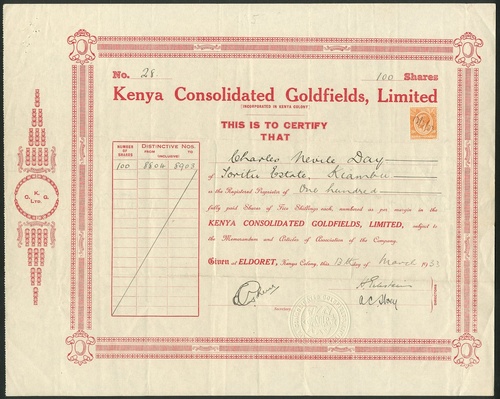 No. 28 100 Shares
Kenya Consolidated Goldfields, Limited
(INCORPORATED IN KENYA COLONY)
THIS IS TO CERTIFY
THAT
NUMBER OF SHARES DISTINCTIVE NOS.
FROM TO
(INCLUSIVE)
100 8804 8903
Charles Nevile Day
of Estate, Kiambu
is the Registered Proprietor of One hundred
fully paid Shares of Five Shillings each, numbered as per margin in the
KENYA CONSOLIDATED GOLDFIELDS, LIMITED, subject to
the Memorandum and Articles of Association of the Company.
Given at ELDORET, Kenya Colony, this day of March 1933
K.
C. G.
LTD.